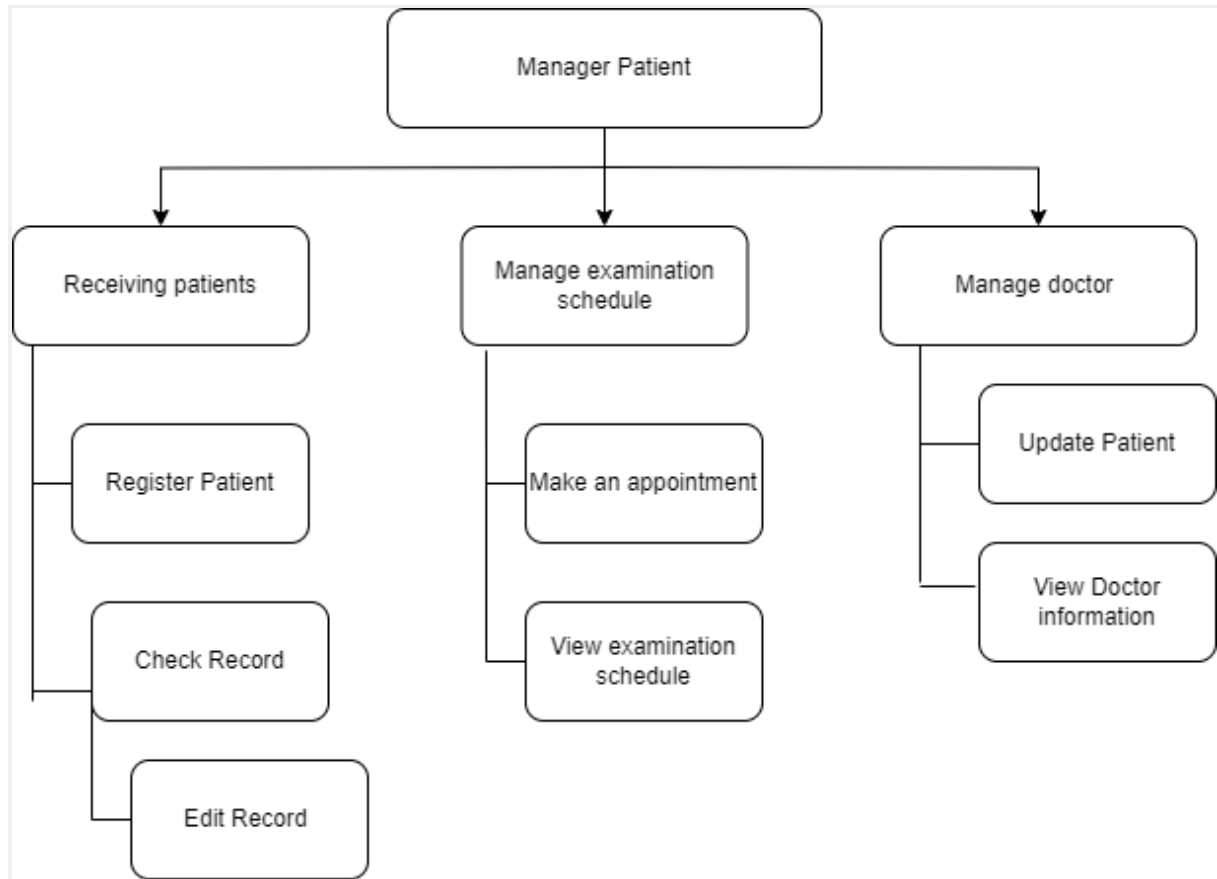 Manager Patient
Receiving patients
Manage examination
schedule
Manage doctor
Register Patient
Make an appointment
Update Patient
Check Record
View examination
schedule
View Doctor
information
Edit Record